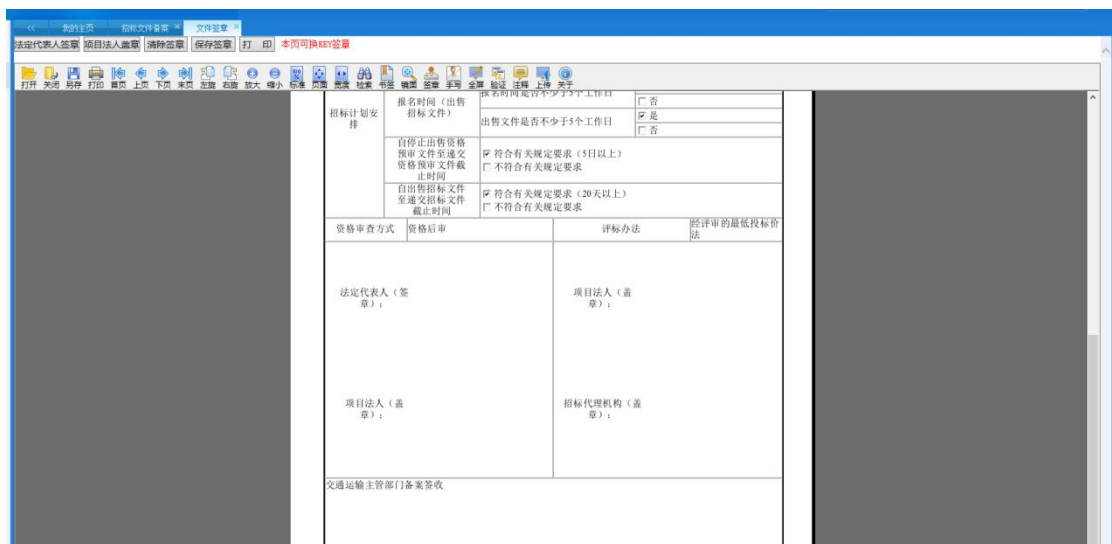 << 我的主页 招标文件备案 × 文件签章 ×
法定代表人签章 项目法人盖章 清除签章 保存签章 打 印 本页可换KEY签章
打开 关闭 另存 打印 首页 上页 下页 末页 左旋 右旋 放大 缩小 标准 页面 宽度 检索 书签 镜面 签章 手写 全屏 验证 注释 上传 关于
招标计划安
排
报名时间（出售
招标文件）
报名时间是否不少于5个工作日
否
出售文件是否不少于5个工作日
是
否
自停止出售资格
预审文件至递交
资格预审文件截
止时间
符合有关规定要求（5日以上）
不符合有关规定要求
自出售招标文件
至递交招标文件
截止时间
符合有关规定要求（20天以上）
不符合有关规定要求
资格审查方式 资格后审 评标办法 经评审的最低投标价
法
法定代表人（签
章）：
项目法人（盖
章）：
项目法人（盖
章）：
招标代理机构（盖
章）：
交通运输主管部门备案签收